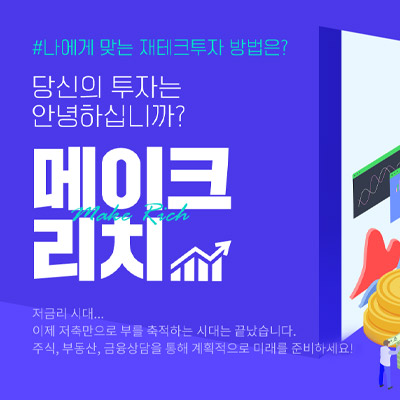 #나에게 맞는 재테크투자 방법은?
당신의 투자는
안녕하십니까?
메이크
Make Rich
리치
저금리 시대...
이제 저축만으로 부를 축적하는 시대는 끝났습니다.
주식, 부동산, 금융상담을 통해 계획적으로 미래를 준비하세요!